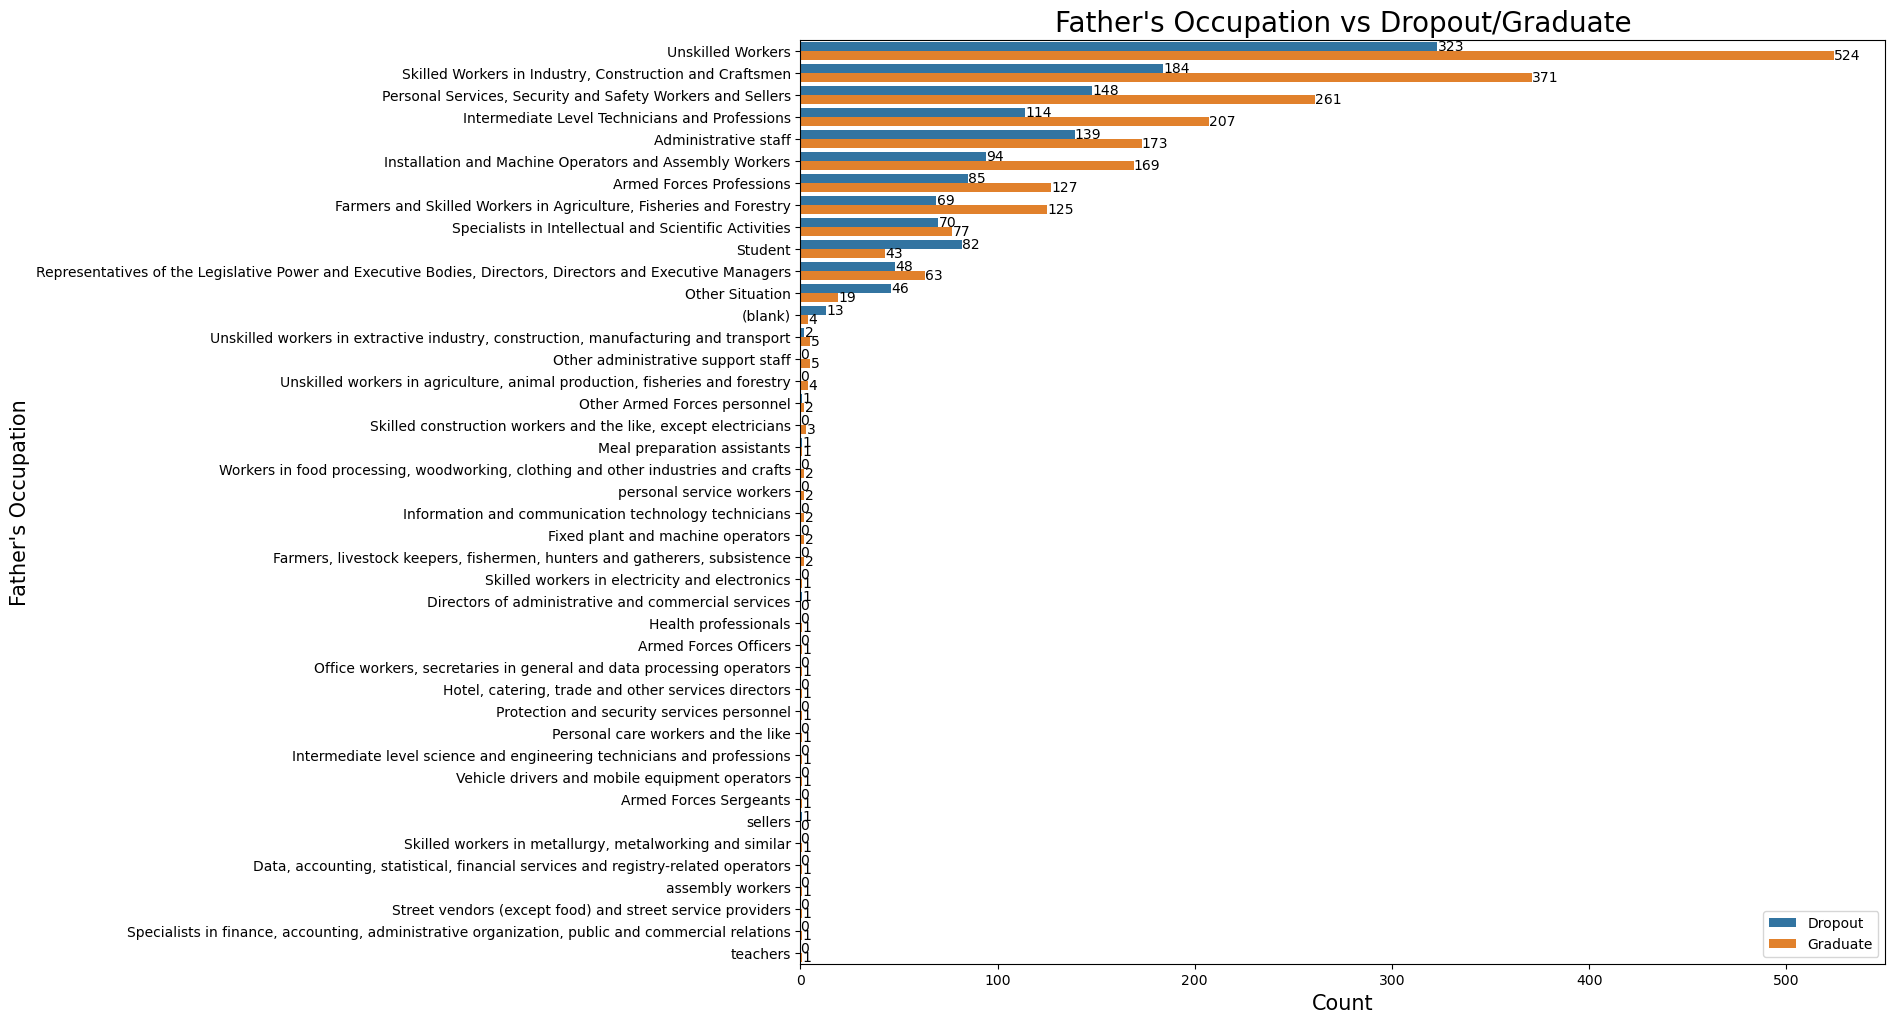 Father's Occupation vs Dropout/Graduate
Father's Occupation
Unskilled Workers 323 524
Skilled Workers in Industry, Construction and Craftsmen 184 371
Personal Services, Security and Safety Workers and Sellers 148 261
Intermediate Level Technicians and Professions 114 207
Administrative staff 139 173
Installation and Machine Operators and Assembly Workers 94 169
Armed Forces Professions 85 127
Farmers and Skilled Workers in Agriculture, Fisheries and Forestry 69 125
Specialists in Intellectual and Scientific Activities 70 77
Student 82 43
Representatives of the Legislative Power and Executive Bodies, Directors, Directors and Executive Managers 48 63
Other Situation 46 19
(blank) 13 4
Unskilled workers in extractive industry, construction, manufacturing and transport 2 5
Other administrative support staff 0 5
Unskilled workers in agriculture, animal production, fisheries and forestry 0 4
Other Armed Forces personnel 1 2
Skilled construction workers and the like, except electricians 0 3
Meal preparation assistants 1 1
Workers in food processing, woodworking, clothing and other industries and crafts 0 2
personal service workers 0 2
Information and communication technology technicians 0 2
Fixed plant and machine operators 0 2
Farmers, livestock keepers, fishermen, hunters and gatherers, subsistence 0 2
Skilled workers in electricity and electronics 0 1
Directors of administrative and commercial services 1 0
Health professionals 0 1
Armed Forces Officers 0 1
Office workers, secretaries in general and data processing operators 0 1
Hotel, catering, trade and other services directors 0 1
Protection and security services personnel 0 1
Personal care workers and the like 0 1
Intermediate level science and engineering technicians and professions 0 1
Vehicle drivers and mobile equipment operators 0 1
Armed Forces Sergeants 0 1
sellers 1 0
Skilled workers in metallurgy, metalworking and similar 0 1
Data, accounting, statistical, financial services and registry-related operators 0 1
assembly workers 0 1
Street vendors (except food) and street service providers 0 1
Specialists in finance, accounting, administrative organization, public and commercial relations 0 1
teachers 0 1
Dropout
Graduate
0 100 200 300 400 500
Count